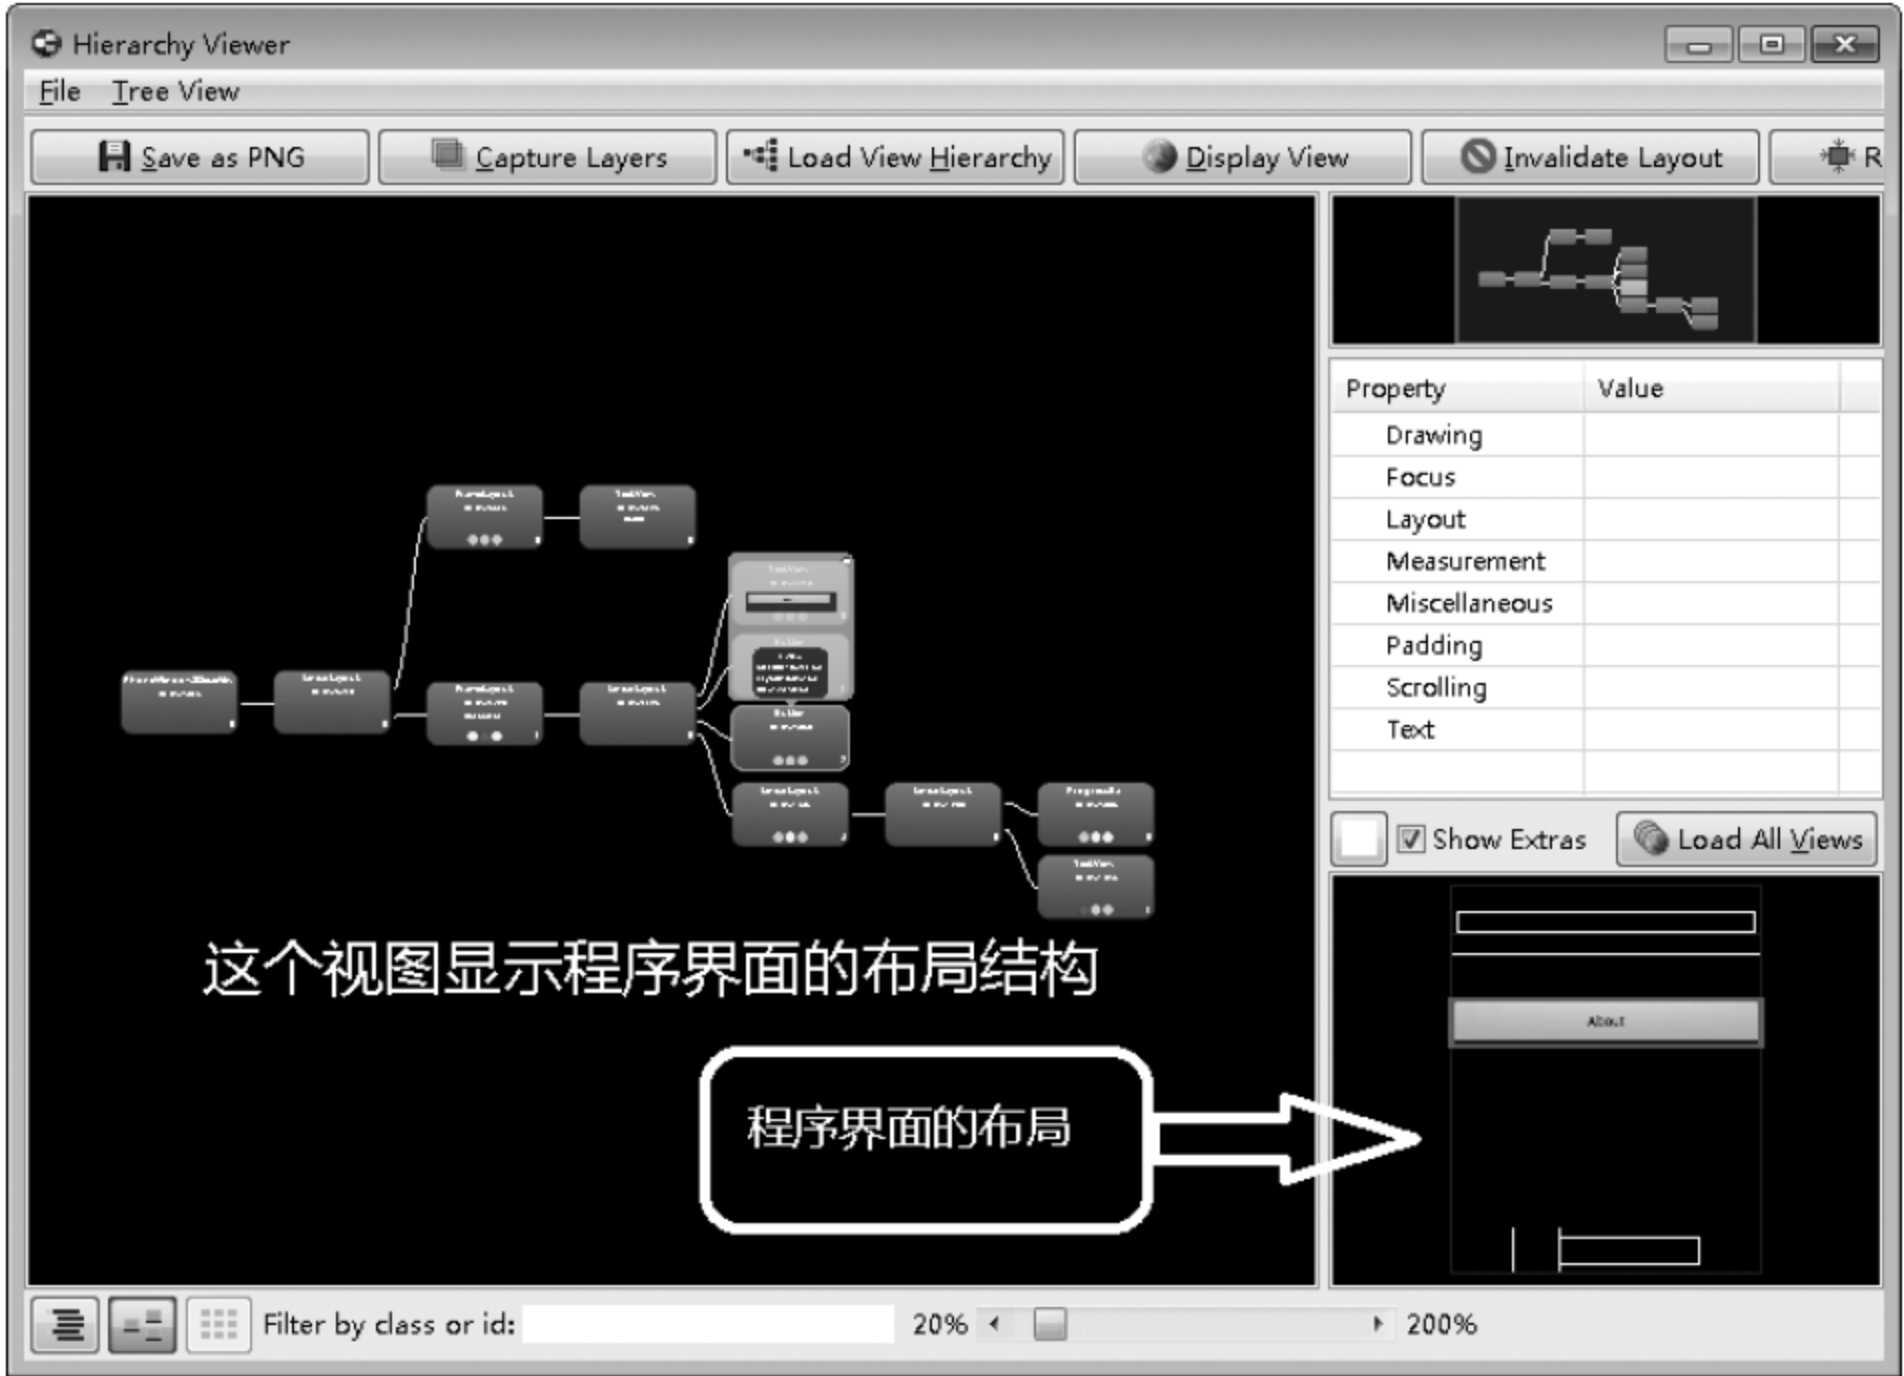 Hierarchy Viewer
File Tree View
Save as PNG Capture Layers Load View Hierarchy Display View Invalidate Layout R
Property Value
Drawing
Focus
Layout
Measurement
Miscellaneous
Padding
Scrolling
Text
Show Extras Load All Views
About
这个视图显示程序界面的布局结构
程序界面的布局
Filter by class or id: 20% 200%